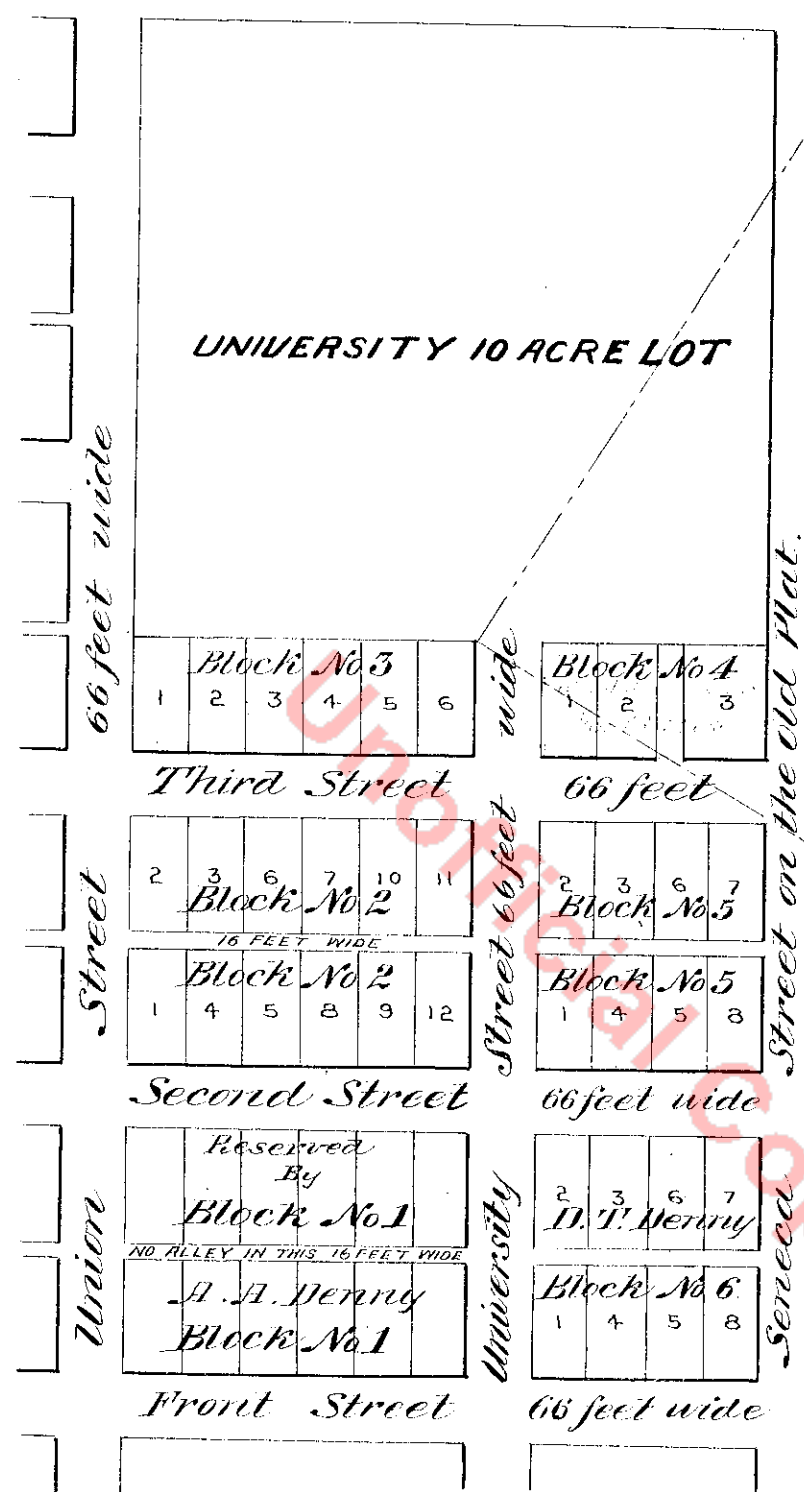 UNIVERSITY 10 ACRE LOT
66 feet wide
Block No 3
1 2 3 4 5 6
wide
Block No 4
1 2 3
Third Street
66 feet
2 3 6 7 10 11
Block No 2
16 FEET WIDE
Block No 2
1 4 5 8 9 12
Street 66 feet
2 3 6 7
Block No 5
Block No 5
1 4 5 8
Street on the old Plat.
Street
Second Street
66 feet wide
Reserved
By
Block No 1
NO ALLEY IN THIS 16 FEET WIDE
A. A. Denny
Block No 1
Union
University
2 3 6 7
D. T. Denny
Block No 6
1 4 5 8
Seneca
Front Street
66 feet wide
Unofficial Co